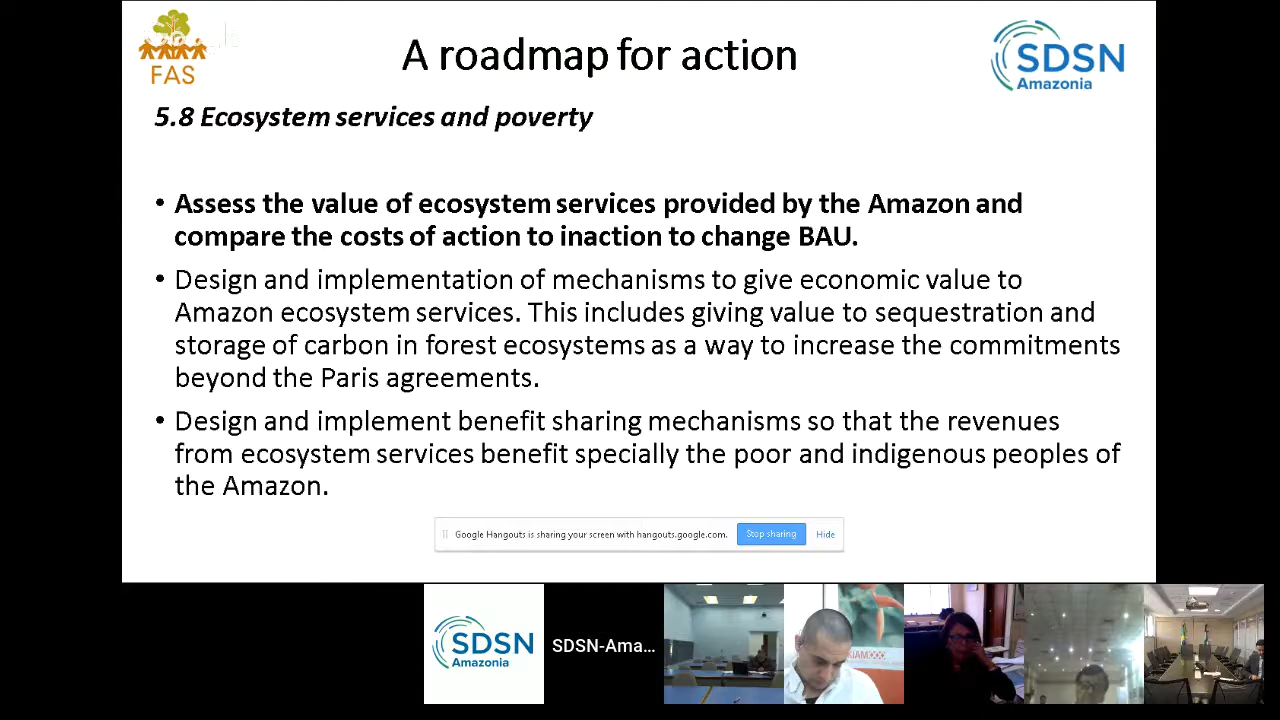 FAS
A roadmap for action
SDSN
Amazonia
5.8 Ecosystem services and poverty
• Assess the value of ecosystem services provided by the Amazon and
compare the costs of action to inaction to change BAU.
• Design and implementation of mechanisms to give economic value to
Amazon ecosystem services. This includes giving value to sequestration and
storage of carbon in forest ecosystems as a way to increase the commitments
beyond the Paris agreements.
• Design and implement benefit sharing mechanisms so that the revenues
from ecosystem services benefit specially the poor and indigenous peoples of
the Amazon.
Google Hangouts is sharing your screen with hangouts.google.com.
Stop sharing
Hide
SDSN
Amazonia
SDSN-Ama...